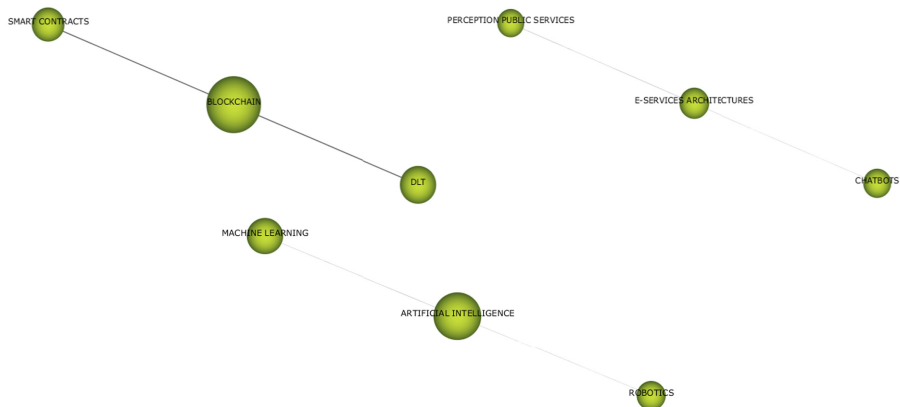 SMART CONTRACTS
PERCEPTION PUBLIC SERVICES
BLOCKCHAIN
E-SERVICES ARCHITECTURES
DLT
CHATBOTS
MACHINE LEARNING
ARTIFICIAL INTELLIGENCE
ROBOTICS